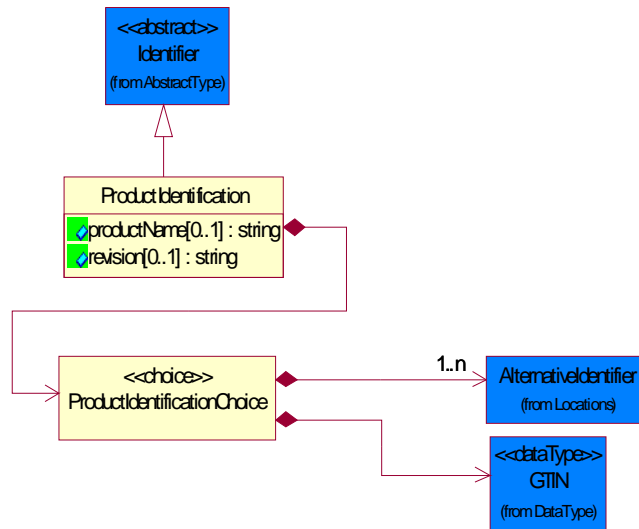 <<abstract>>
Identifier
(from AbstractType)
ProductIdentification
productName[0..1] : string
revision[0..1] : string
<<choice>>
ProductIdentificationChoice
1..n
AlternativeIdentifier
(from Locations)
<<dataType>>
GTIN
(from DataType)